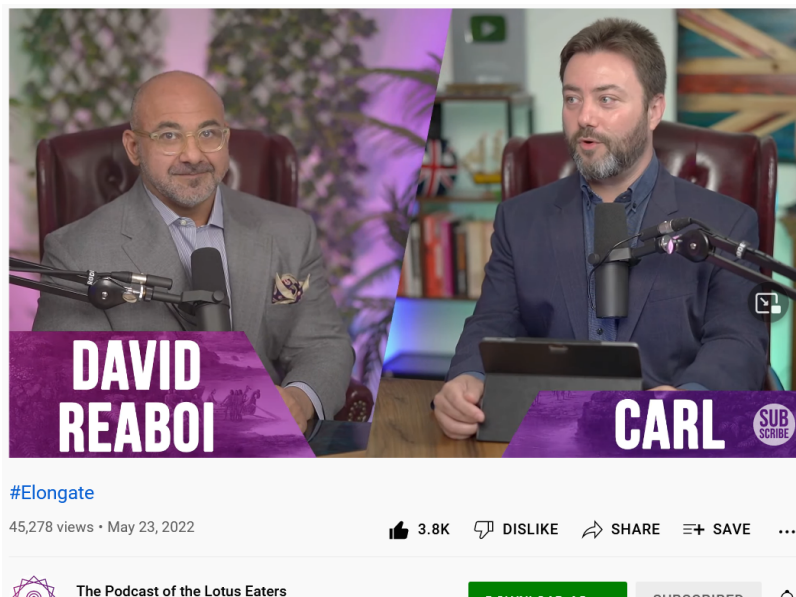 DAVID
REABOI
CARL
SUB
SCRIBE
#Elongate
45,278 views • May 23, 2022
3.8K
DISLIKE
SHARE
SAVE
The Podcast of the Lotus Eaters
SUBSCRIBED